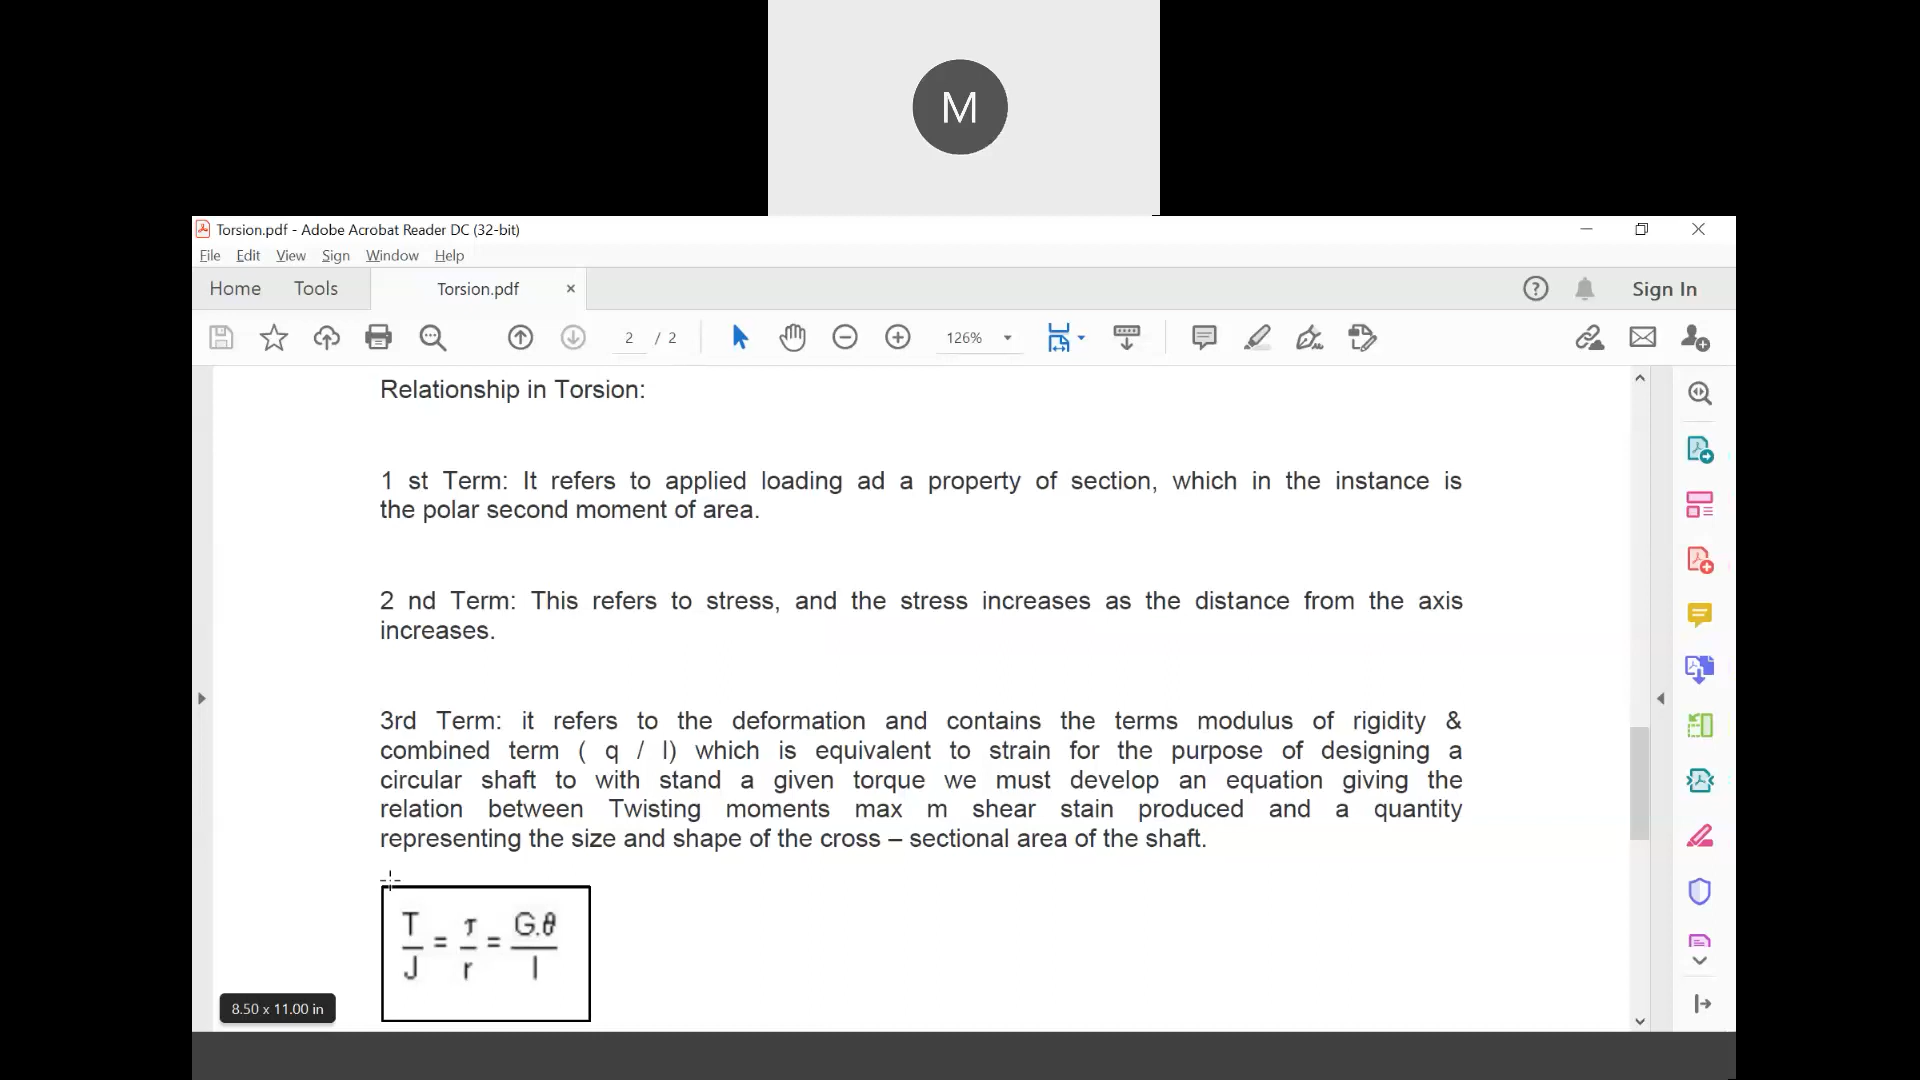 M
Torsion.pdf - Adobe Acrobat Reader DC (32-bit)
File Edit View Sign Window Help
Home Tools Torsion.pdf × Sign In
2 / 2 126%
Relationship in Torsion:
1 st Term: It refers to applied loading ad a property of section, which in the instance is
the polar second moment of area.
2 nd Term: This refers to stress, and the stress increases as the distance from the axis
increases.
3rd Term: it refers to the deformation and contains the terms modulus of rigidity &
combined term ( q / l) which is equivalent to strain for the purpose of designing a
circular shaft to with stand a given torque we must develop an equation giving the
relation between Twisting moments max m shear stain produced and a quantity
representing the size and shape of the cross – sectional area of the shaft.
T/J = τ/r = G.θ/l
8.50 x 11.00 in